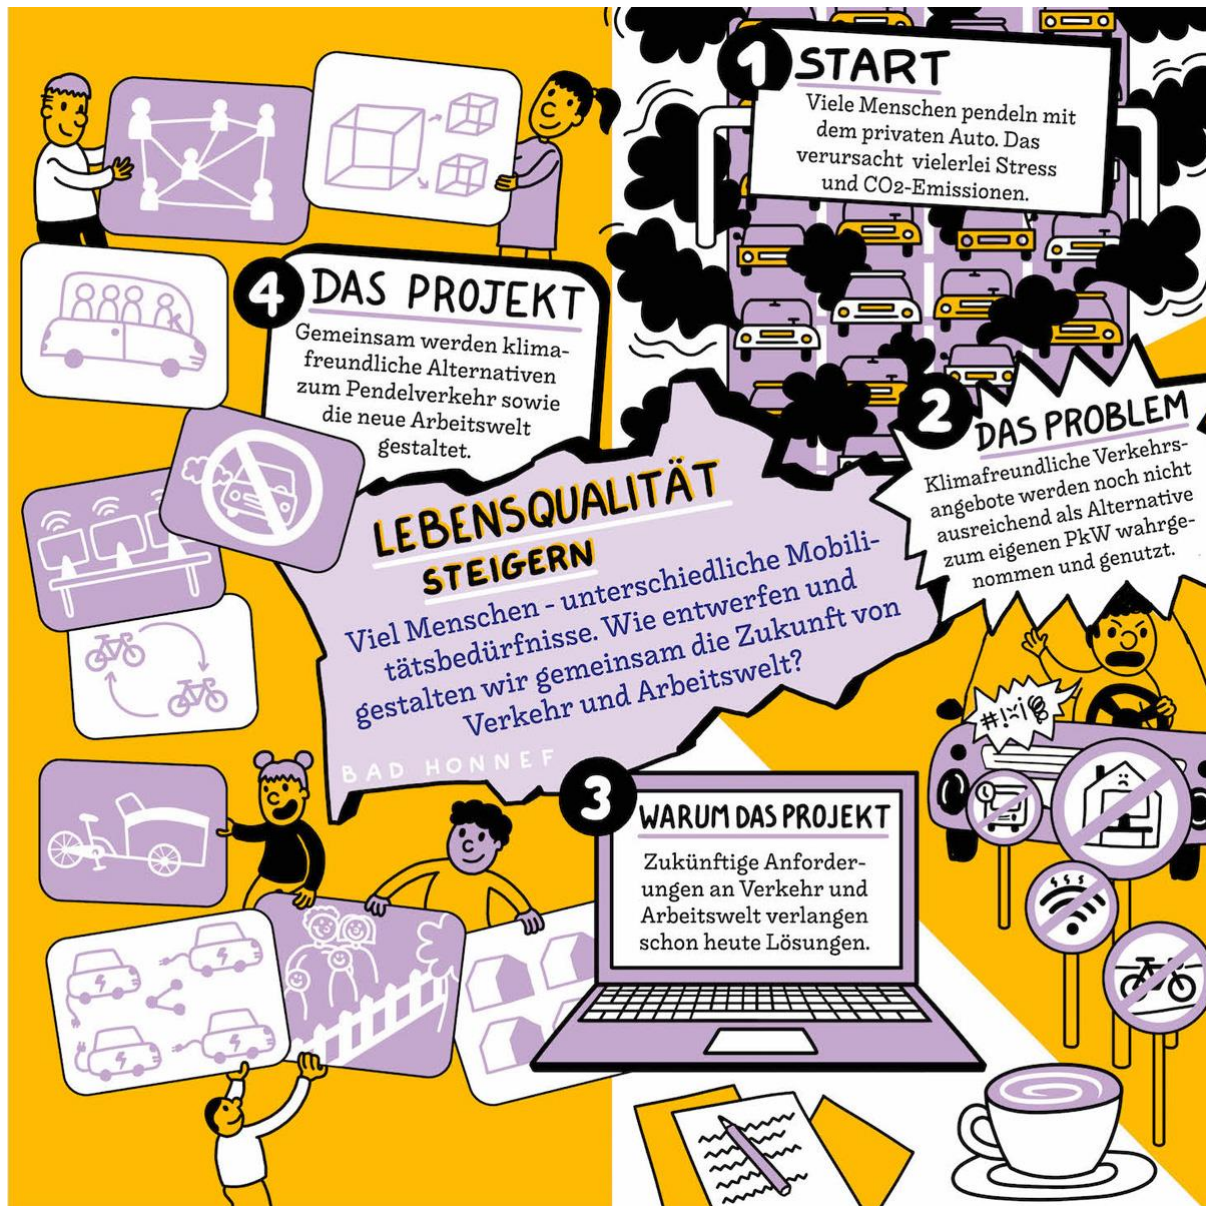 1 START
Viele Menschen pendeln mit
dem privaten Auto. Das
verursacht vielerlei Stress
und CO2-Emissionen.
2 DAS PROBLEM
Klimafreundliche Verkehrs-
angebote werden noch nicht
ausreichend als Alternative
zum eigenen PkW wahrge-
nommen und genutzt.
#!
3 WARUM DAS PROJEKT
Zukünftige Anforder-
ungen an Verkehr und
Arbeitswelt verlangen
schon heute Lösungen.
4 DAS PROJEKT
Gemeinsam werden klima-
freundliche Alternativen
zum Pendelverkehr sowie
die neue Arbeitswelt
gestaltet.
LEBENSQUALITÄT
STEIGERN
Viel Menschen - unterschiedliche Mobili-
tätsbedürfnisse. Wie entwerfen und
gestalten wir gemeinsam die Zukunft von
Verkehr und Arbeitswelt?
BAD HONNEF